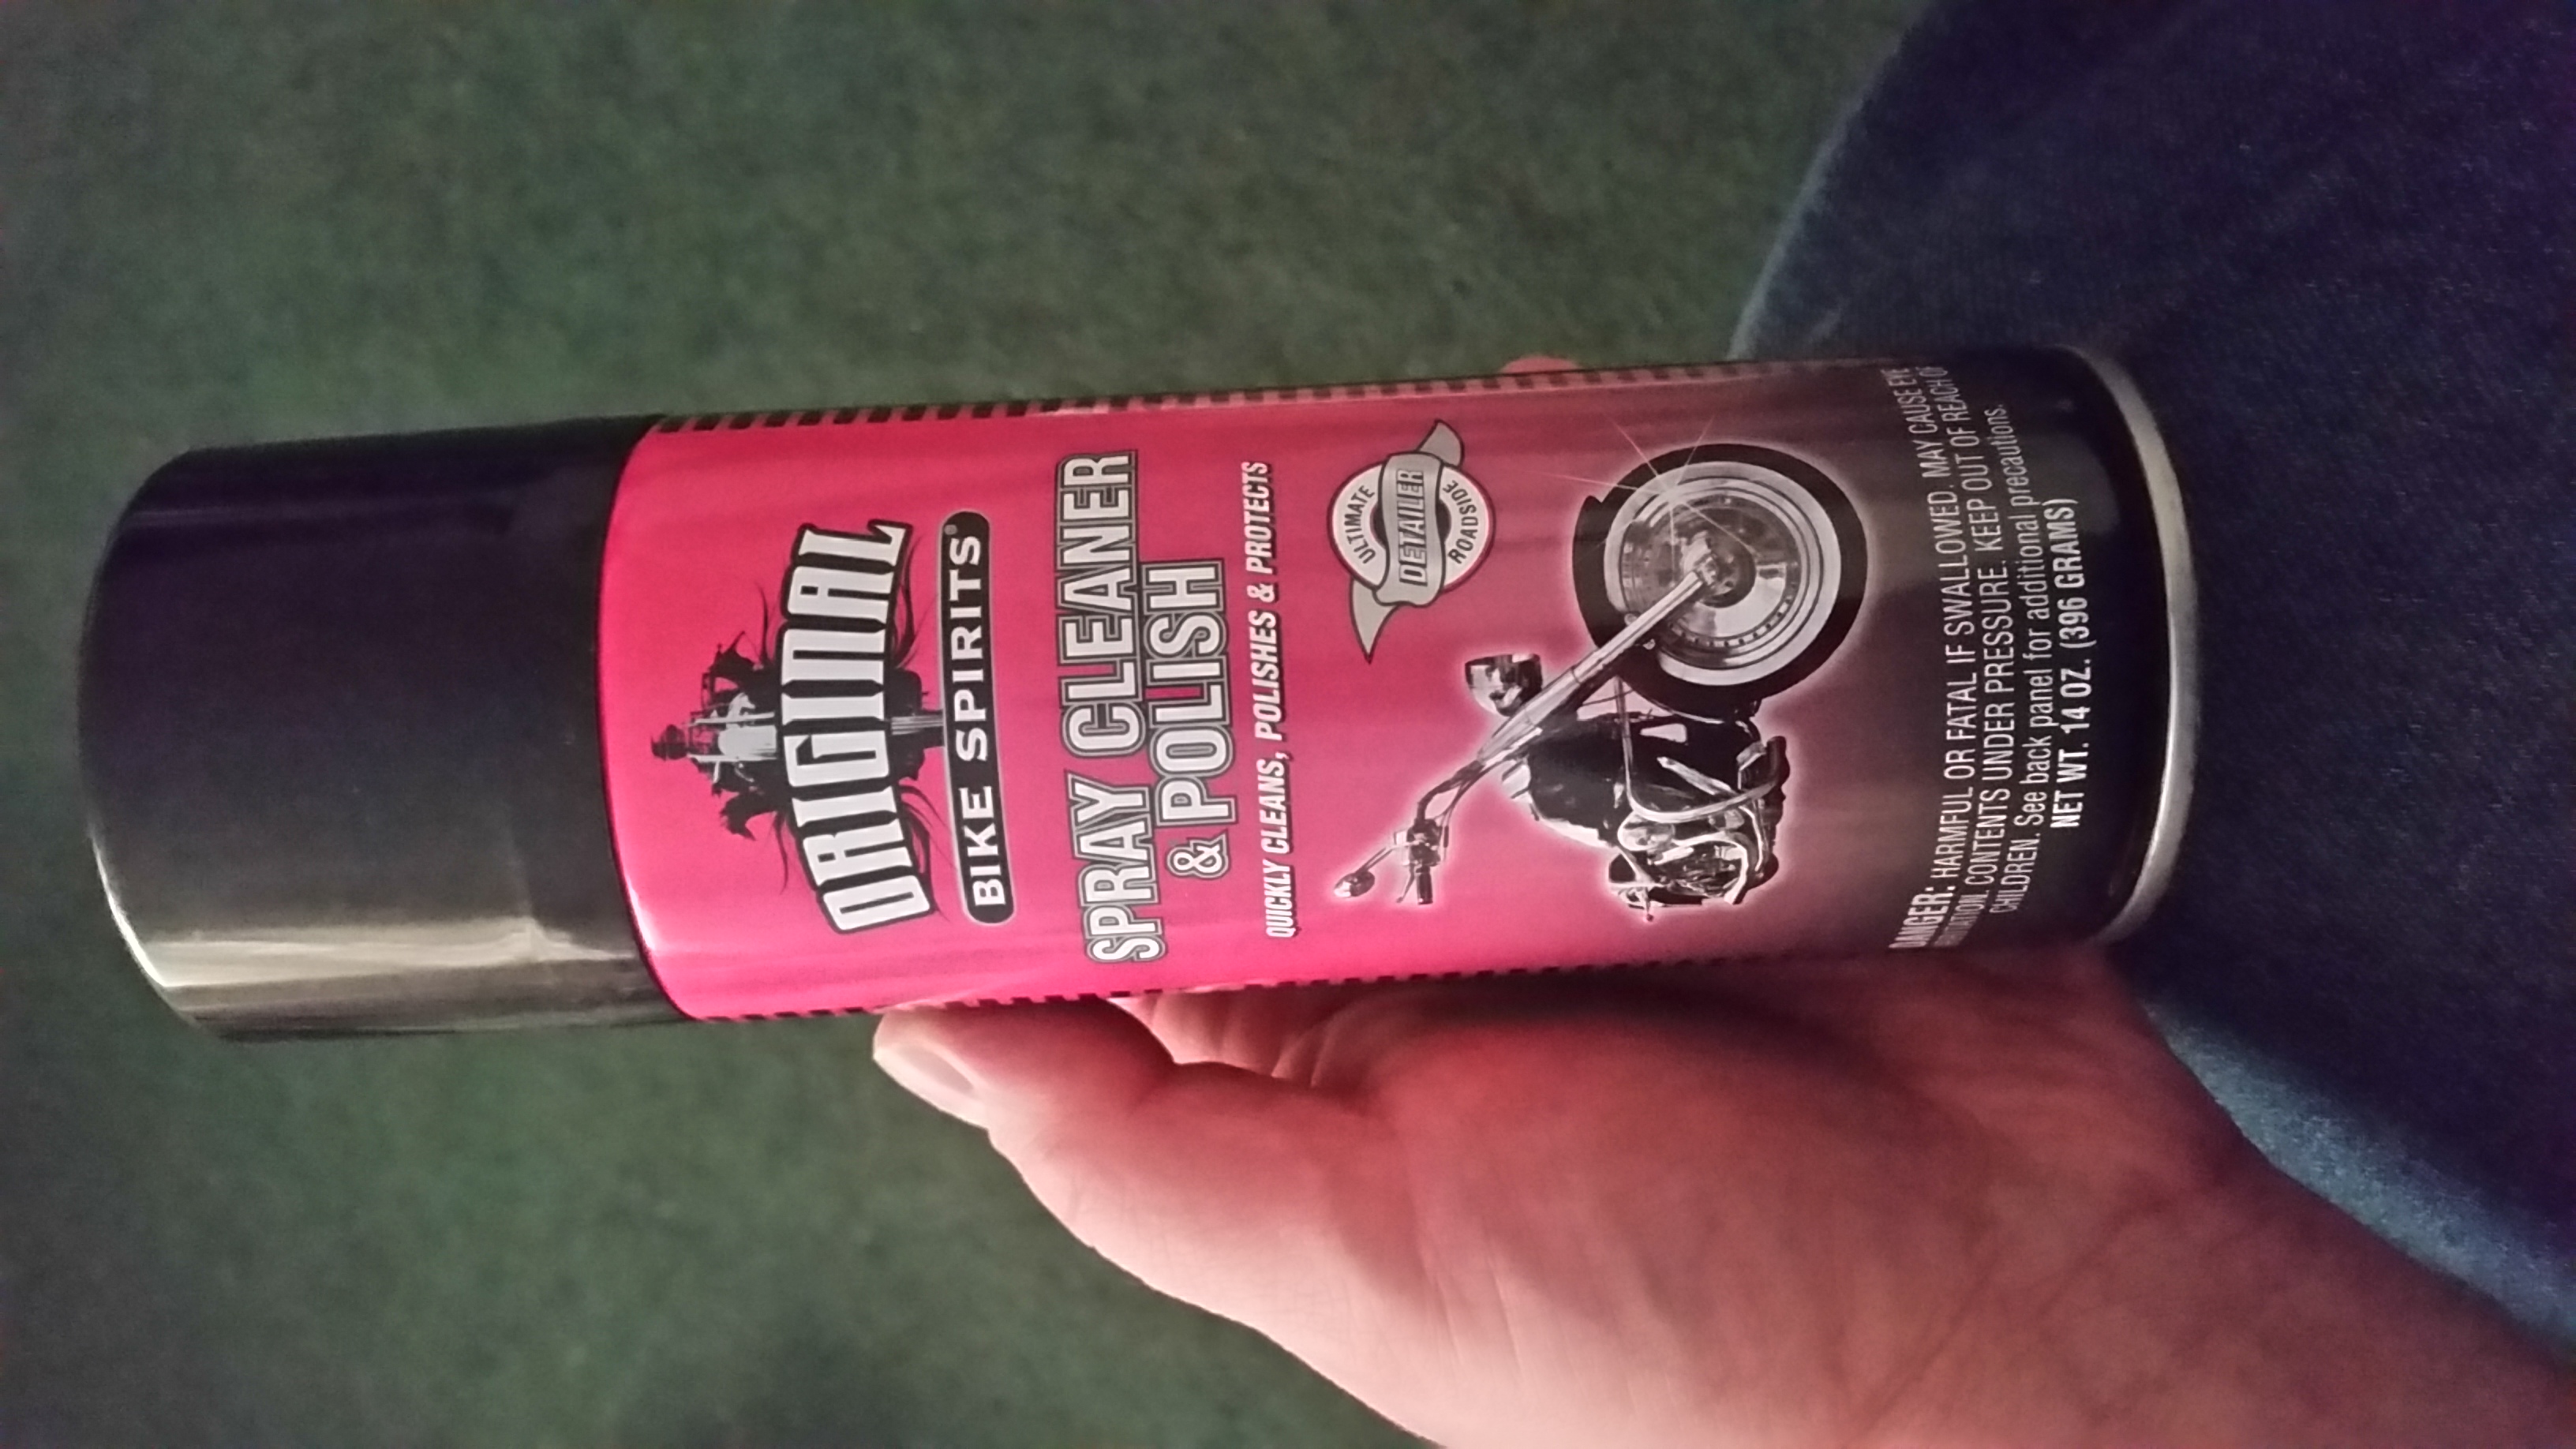 ORIGINAL
BIKE SPIRITS®
SPRAY CLEANER
& POLISH
QUICKLY CLEANS, POLISHES & PROTECTS
ULTIMATE
DETAILER
ROADSIDE
DANGER: HARMFUL OR FATAL IF SWALLOWED. MAY CAUSE EYE
IRRITATION. CONTENTS UNDER PRESSURE. KEEP OUT OF REACH OF
CHILDREN. See back panel for additional precautions.
NET WT. 14 OZ. (396 GRAMS)